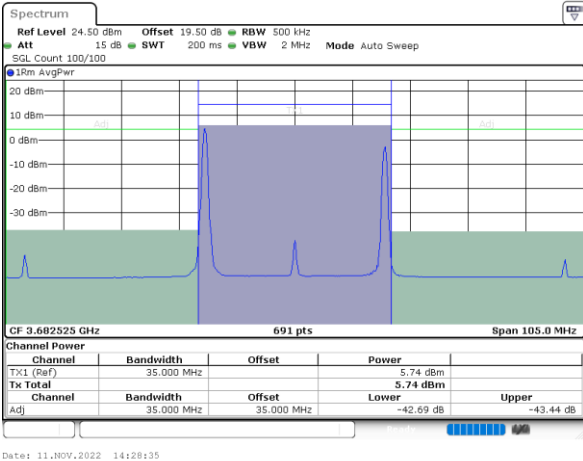 Spectrum
Ref Level 24.50 dBm Offset 19.50 dB RBW 500 kHz
Att 15 dB SWT 200 ms VBW 2 MHz Mode Auto Sweep
SGL Count 100/100
1Rm AvgPwr
20 dBm
10 dBm
Adj Adj
0 dBm
-10 dBm
-20 dBm
-30 dBm
CF 3.682525 GHz 691 pts Span 105.0 MHz
Channel Power
Channel Bandwidth Offset Power
TX1 (Ref) 35.000 MHz 5.74 dBm
Tx Total 5.74 dBm
Channel Bandwidth Offset Lower Upper
Adj 35.000 MHz 35.000 MHz -42.69 dB -43.44 dB
Ready
Date: 11.NOV.2022 14:28:35